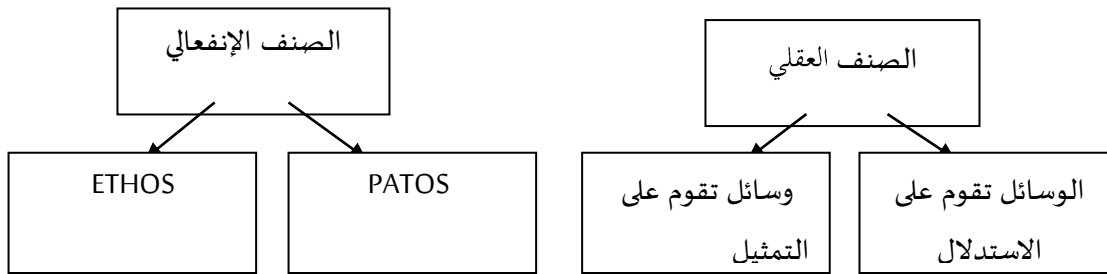 الصنف العقلي
الصنف الإنفعالي
الوسائل تقوم على
الاستدلال
وسائل تقوم على
التمثيل
PATOS
ETHOS